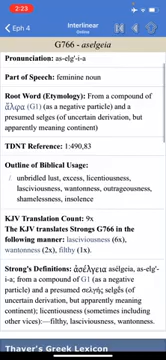 2:23
Eph 4
Interlinear
Online
G766 - aselgeia
Pronunciation: as-elg'-i-a
Part of Speech: feminine noun
Root Word (Etymology): From a compound of
ἄλφα (G1) (as a negative particle) and a
presumed selges (of uncertain derivation, but
apparently meaning continent)
TDNT Reference: 1:490,83
Outline of Biblical Usage:
unbridled lust, excess, licentiousness,
lasciviousness, wantonness, outrageousness,
shamelessness, insolence
KJV Translation Count: 9x
The KJV translates Strongs G766 in the
following manner: lasciviousness (6x),
wantonness (2x), filthy (1x).
Strong's Definitions: ἀσέλγεια asélgeia, as-elg'-
i-a; from a compound of G1 (as a negative
particle) and a presumed σελγής selgēs (of
uncertain derivation, but apparently meaning
continent); licentiousness (sometimes including
other vices):—filthy, lasciviousness, wantonness.
Thayer's Greek Lexicon